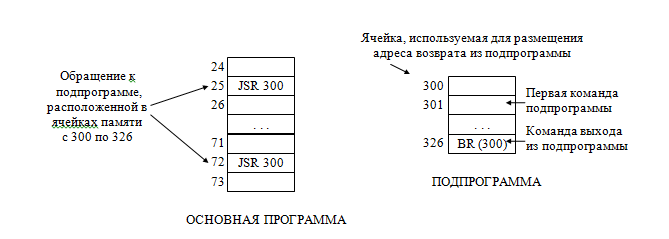 Ячейка, используемая для размещения
адреса возврата из подпрограммы
Обращение к
подпрограмме,
расположенной в
ячейках памяти
с 300 по 326
24
25 JSR 300
26
. . .
71
72 JSR 300
73
ОСНОВНАЯ ПРОГРАММА
300
301
. . .
326 BR (300)
Первая команда
подпрограммы
Команда выхода
из подпрограммы
ПОДПРОГРАММА